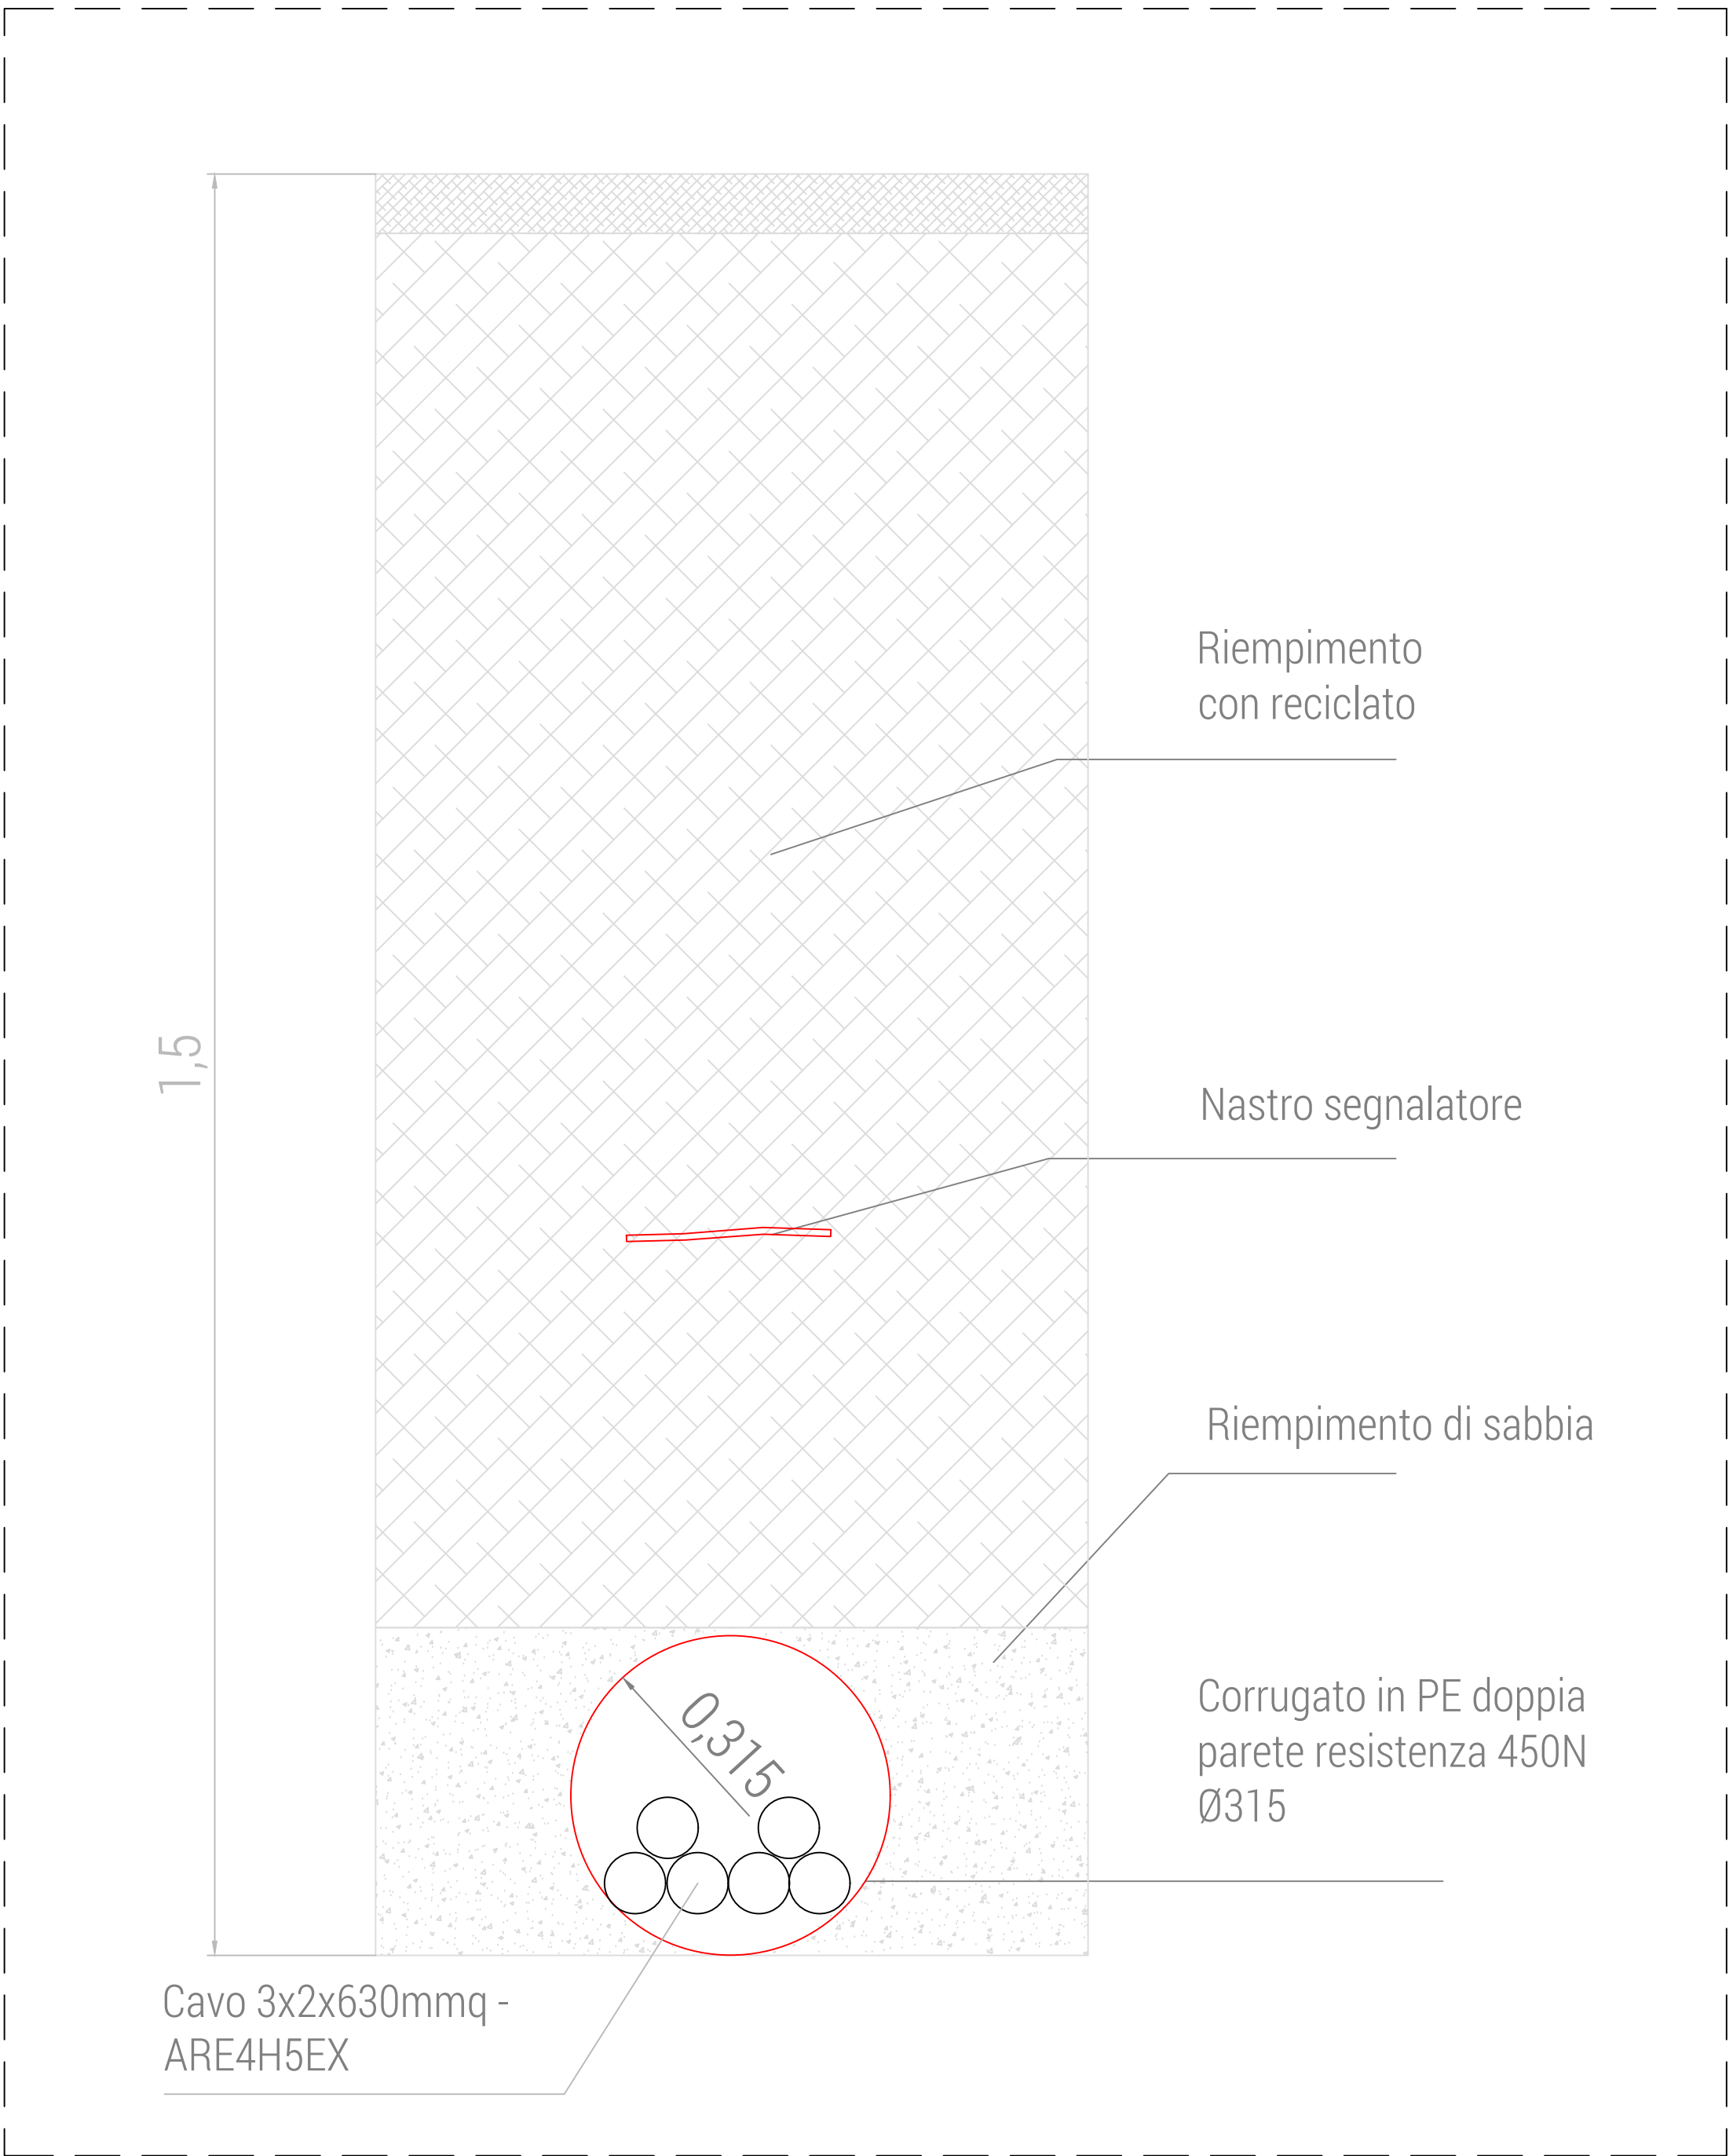 Riempimento
con reciclato
1,5
Nastro segnalatore
Riempimento di sabbia
Corrugato in PE doppia
parete resistenza 450N
Ø315
0,315
Cavo 3x2x630mmq -
ARE4H5EX